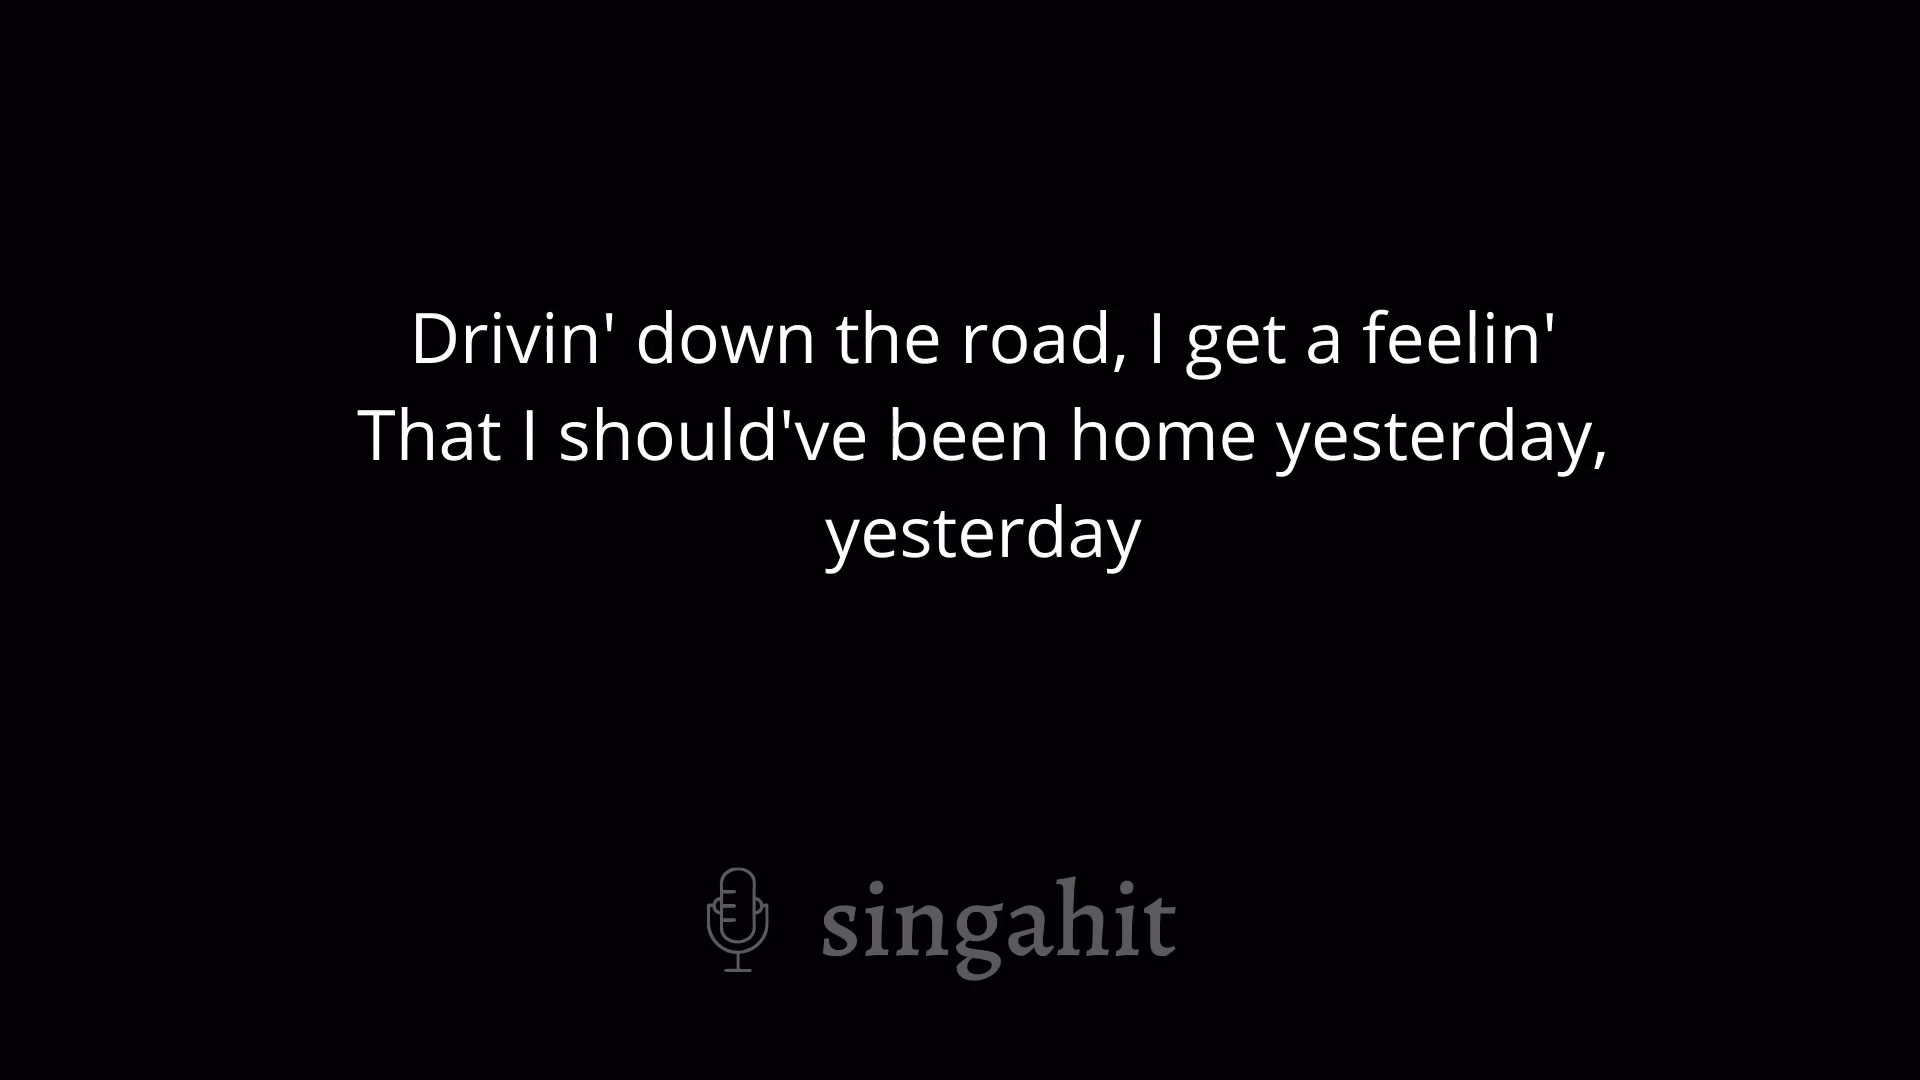 Drivin' down the road, I get a feelin'
That I should've been home yesterday,
yesterday
singahit